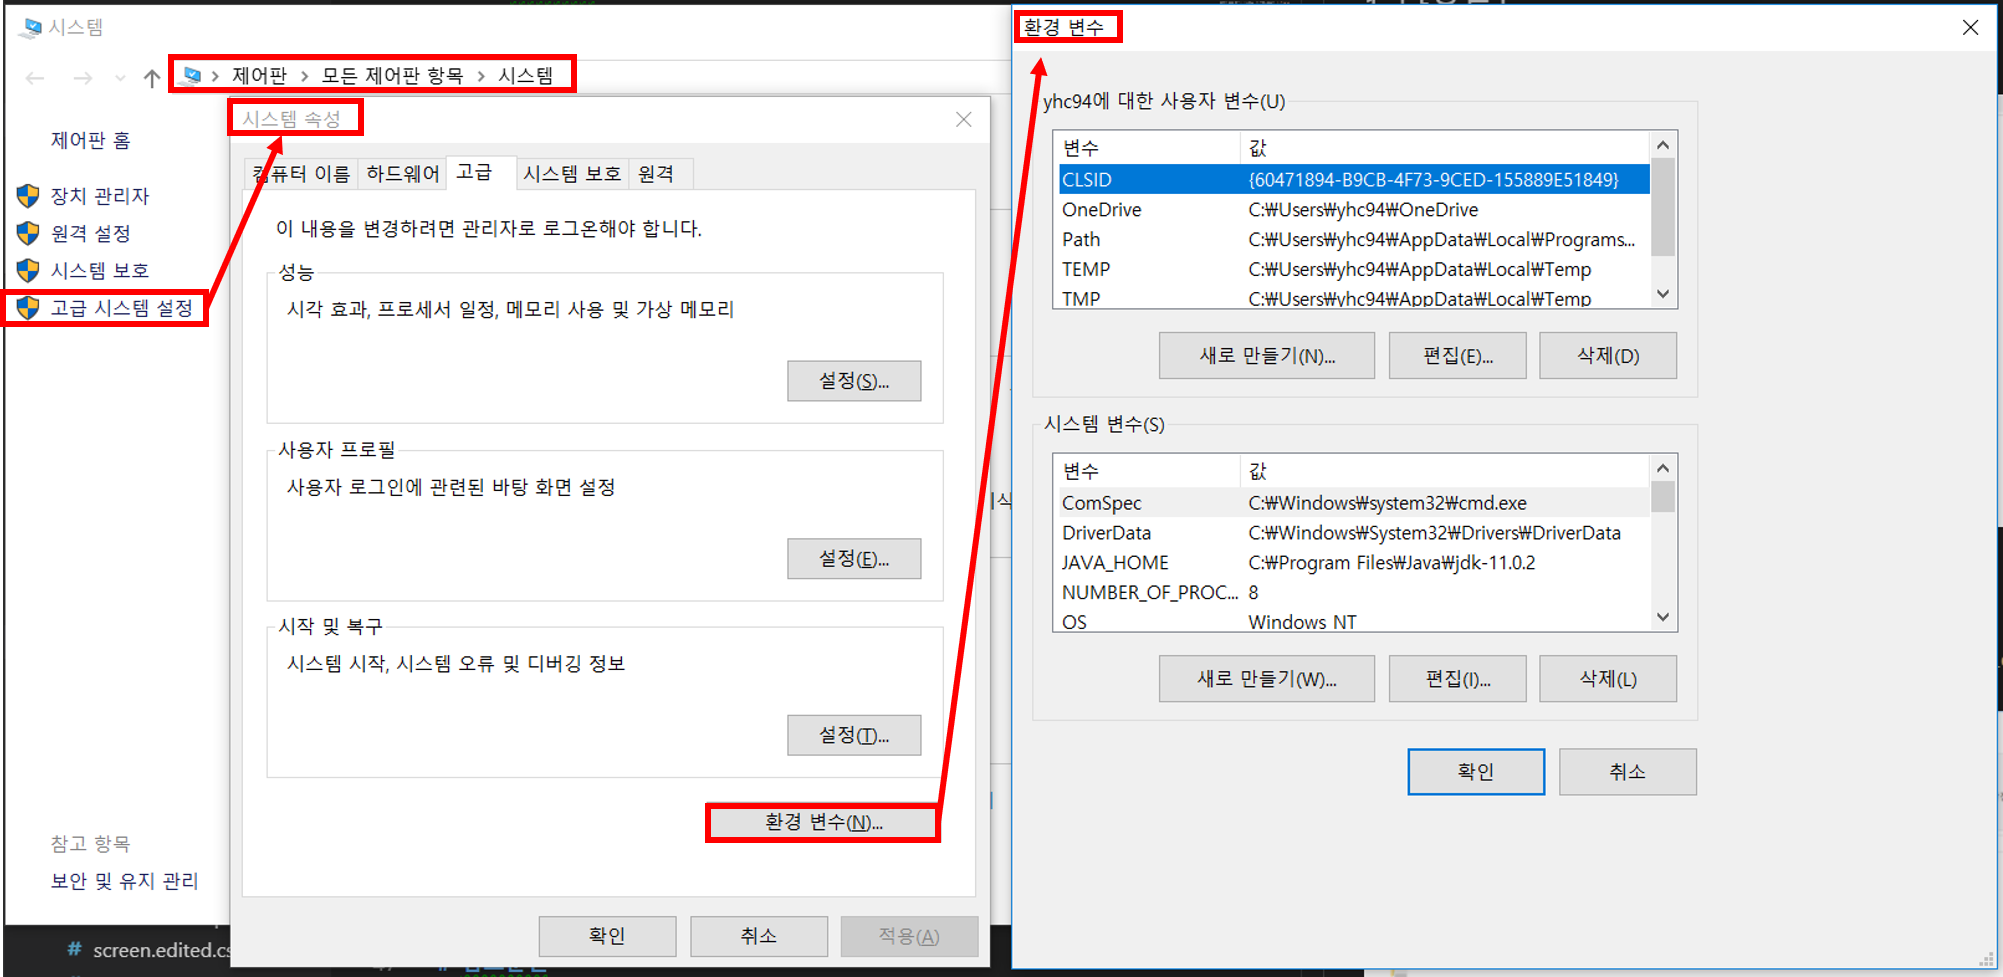 시스템
제어판 > 모든 제어판 항목 > 시스템
제어판 홈
장치 관리자
원격 설정
시스템 보호
고급 시스템 설정
참고 항목
보안 및 유지 관리
# screen.edited.cs
시스템 속성
컴퓨터 이름 하드웨어 고급 시스템 보호 원격
이 내용을 변경하려면 관리자로 로그온해야 합니다.
성능
시각 효과, 프로세서 일정, 메모리 사용 및 가상 메모리
설정(S)...
사용자 프로필
사용자 로그인에 관련된 바탕 화면 설정
설정(E)...
시작 및 복구
시스템 시작, 시스템 오류 및 디버깅 정보
설정(T)...
환경 변수(N)...
확인 취소 적용(A)
환경 변수
yhc94에 대한 사용자 변수(U)
변수 값
CLSID {60471894-B9CB-4F73-9CED-155889E51849}
OneDrive C:₩Users₩yhc94₩OneDrive
Path C:₩Users₩yhc94₩AppData₩Local₩Programs...
TEMP C:₩Users₩yhc94₩AppData₩Local₩Temp
TMP C:₩Users₩yhc94₩AppData₩Local₩Temp
새로 만들기(N)... 편집(E)... 삭제(D)
시스템 변수(S)
변수 값
ComSpec C:₩Windows₩system32₩cmd.exe
DriverData C:₩Windows₩System32₩Drivers₩DriverData
JAVA_HOME C:₩Program Files₩Java₩jdk-11.0.2
NUMBER_OF_PROC... 8
OS Windows NT
새로 만들기(W)... 편집(I)... 삭제(L)
확인 취소